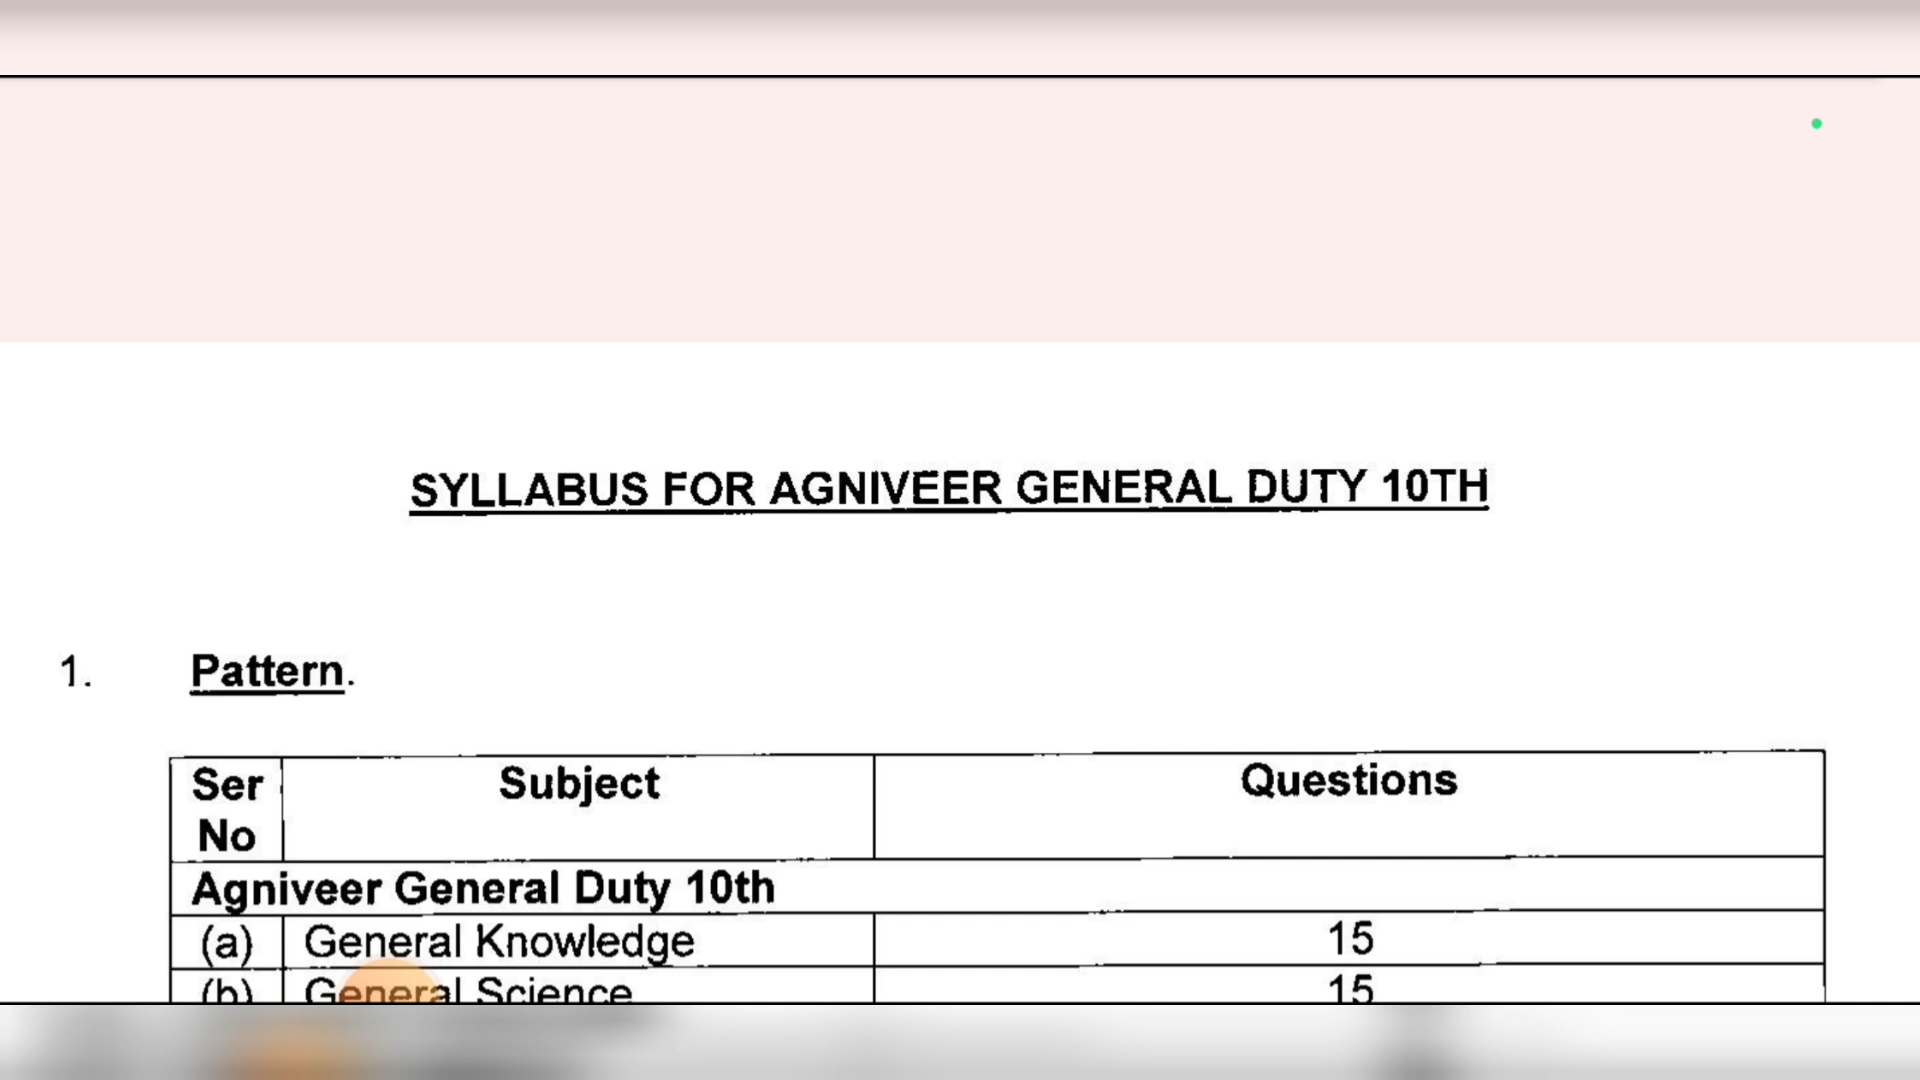 SYLLABUS FOR AGNIVEER GENERAL DUTY 10TH
1. Pattern.
Ser No Subject Questions
Agniveer General Duty 10th
(a) General Knowledge 15
(b) General Science 15